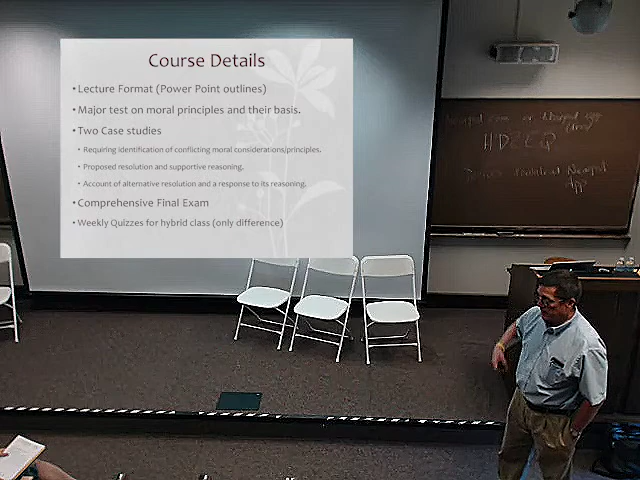 Course Details
• Lecture Format (Power Point outlines)
• Major test on moral principles and their basis.
• Two Case studies
• Requiring identification of conflicting moral considerations/principles.
• Proposed resolution and supportive reasoning.
• Account of alternative resolution and a response to its reasoning.
• Comprehensive Final Exam
• Weekly Quizzes for hybrid class (only difference)
or
App